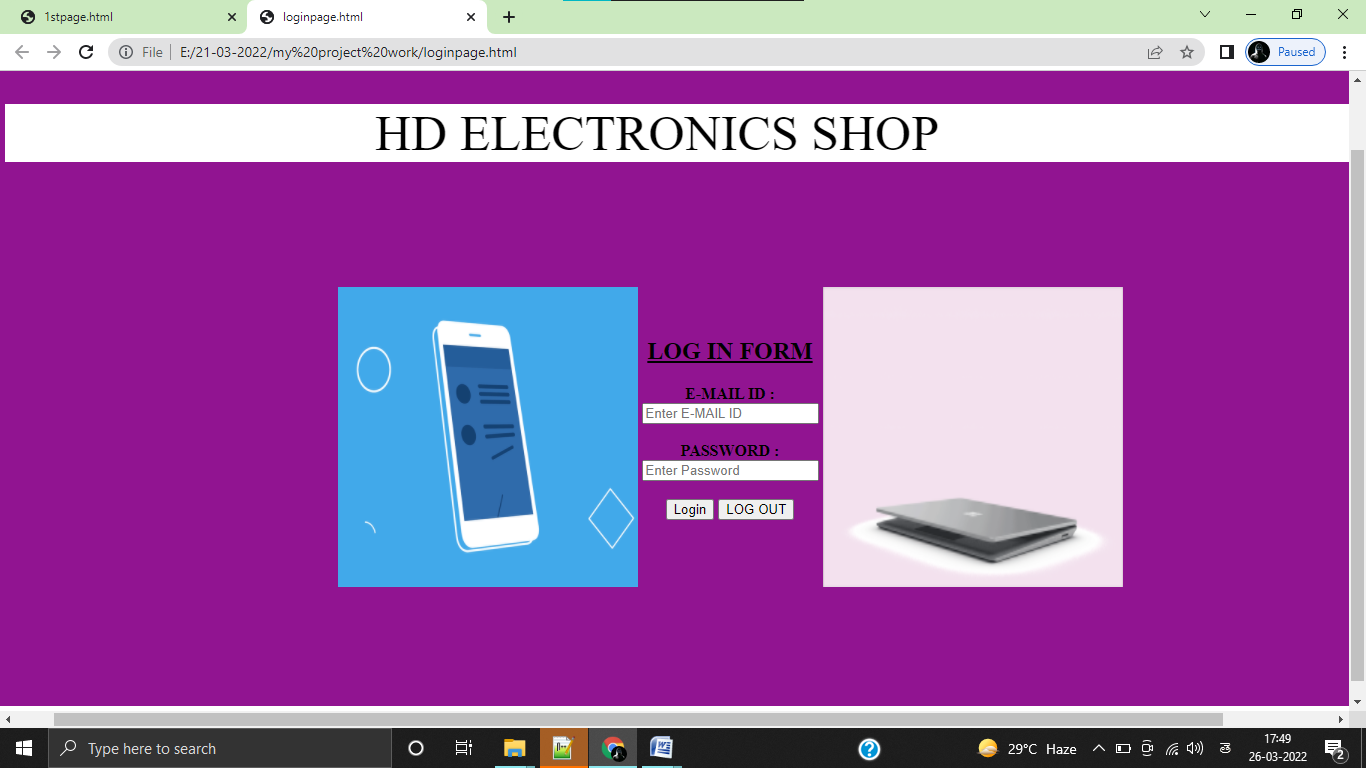 1stpage.html
loginpage.html
File
E:/21-03-2022/my%20project%20work/loginpage.html
Paused
HD ELECTRONICS SHOP
LOG IN FORM
E-MAIL ID :
Enter E-MAIL ID
PASSWORD :
Enter Password
Login
LOG OUT
Type here to search
29°C Haze
17:49
26-03-2022
2